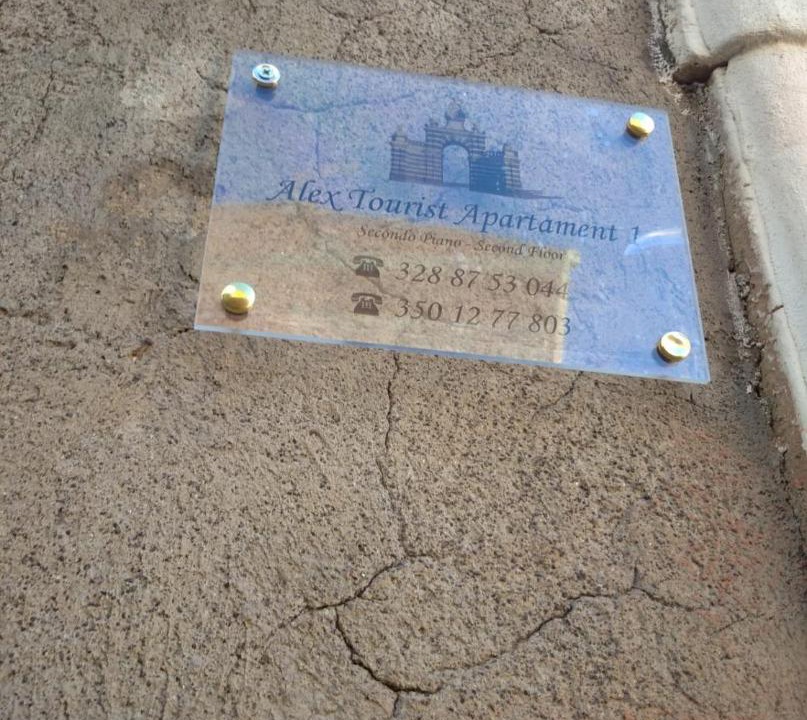 Alex Tourist Apartament 1
Secondo Piano - Second Floor
328 87 53 044
350 12 77 803